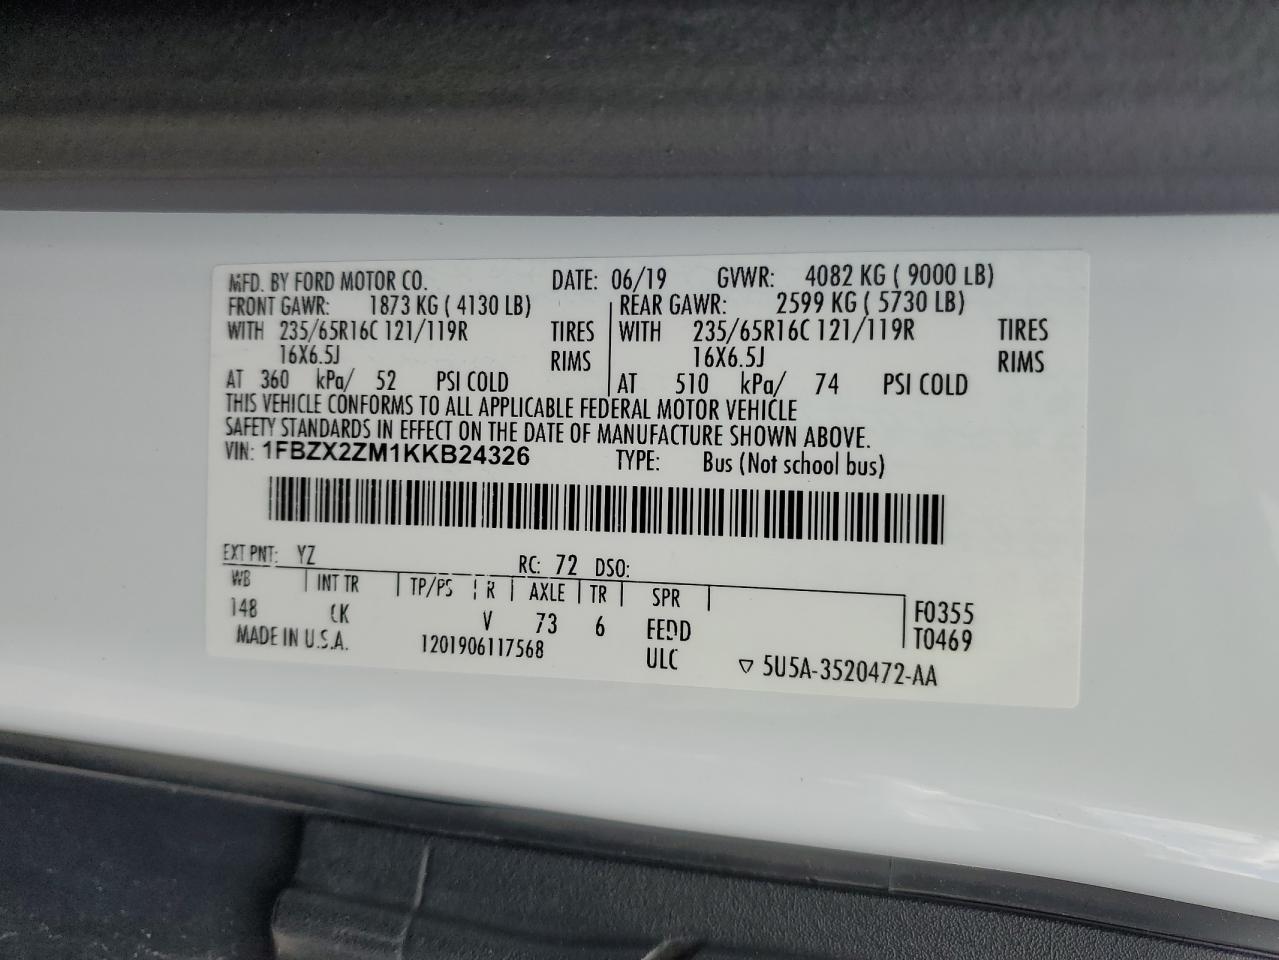 MFD. BY FORD MOTOR CO. DATE: 06/19 GVWR: 4082 KG ( 9000 LB)
FRONT GAWR: 1873 KG ( 4130 LB) REAR GAWR: 2599 KG ( 5730 LB)
WITH 235/65R16C 121/119R TIRES WITH 235/65R16C 121/119R TIRES
16X6.5J RIMS 16X6.5J RIMS
AT 360 kPa/ 52 PSI COLD AT 510 kPa/ 74 PSI COLD
THIS VEHICLE CONFORMS TO ALL APPLICABLE FEDERAL MOTOR VEHICLE
SAFETY STANDARDS IN EFFECT ON THE DATE OF MANUFACTURE SHOWN ABOVE.
VIN: 1FBZX2ZM1KKB24326 TYPE: Bus (Not school bus)
EXT PNT: YZ RC: 72 DSO:
WB INT TR TP/PS R AXLE TR SPR
148 CK V 73 6 FEDD F0355
ULC T0469
MADE IN U.S.A. 1201906117568 ▽ 5U5A-3520472-AA